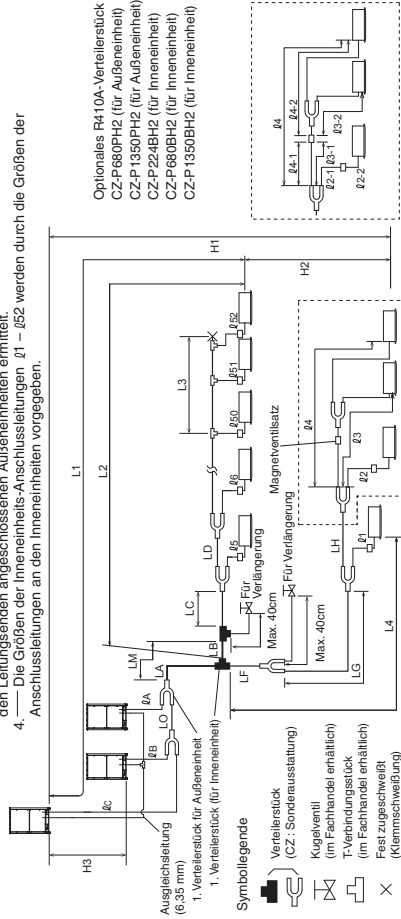 den Leitungsenden angeschlossenen Außeneinheiten ermittelt.
4. — Die Größen der Inneneinheits-Anschlussleitungen ℓ1 – ℓ52 werden durch die Größen der
Anschlussleitungen an den Inneneinheiten vorgegeben.
Optionales R410A-Verteilerstück
CZ-P680PH2 (für Außeneinheit)
CZ-P1350PH2 (für Außeneinheit)
CZ-P224BH2 (für Inneneinheit)
CZ-P680BH2 (für Inneneinheit)
CZ-P1350BH2 (für Inneneinheit)
L1
L2
L3
L4
H1
H2
H3
LM
LA
LB
LC
LD
LF
LG
LH
LO
ℓA
ℓB
ℓC
ℓ1
ℓ2
ℓ3
ℓ4
ℓ5
ℓ6
ℓ50
ℓ51
ℓ52
Für
Verlängerung
Max. 40cm
Für Verlängerung
Max. 40cm
Magnetventilsatz
ℓ4
ℓ4-1
ℓ4-2
ℓ3-1
ℓ3-2
ℓ2-1
ℓ2-2
Ausgleichsleitung
(6,35 mm)
1. Verteilerstück für Außeneinheit
1. Verteilerstück (für Inneneinheit)
Symbollegende
Verteilerstück
(CZ : Sonderausstattung)
Kugelventil
(im Fachhandel erhältlich)
T-Verbindungsstück
(im Fachhandel erhältlich)
Fest zugeschweißt
(Klemmschweißung)